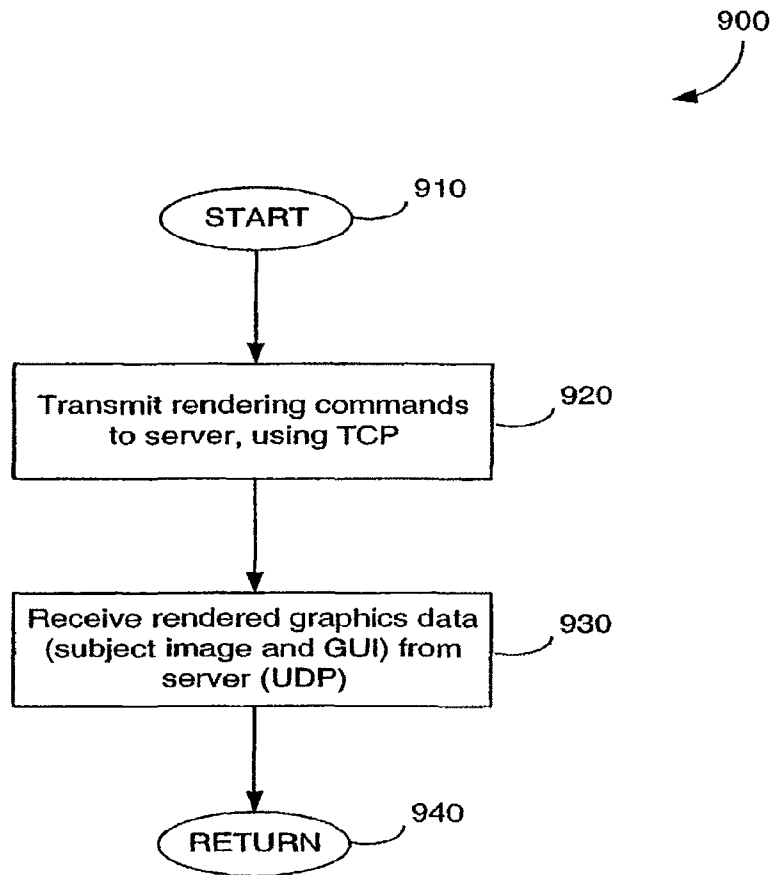 900
START
910
Transmit rendering commands
to server, using TCP
920
Receive rendered graphics data
(subject image and GUI) from
server (UDP)
930
RETURN
940